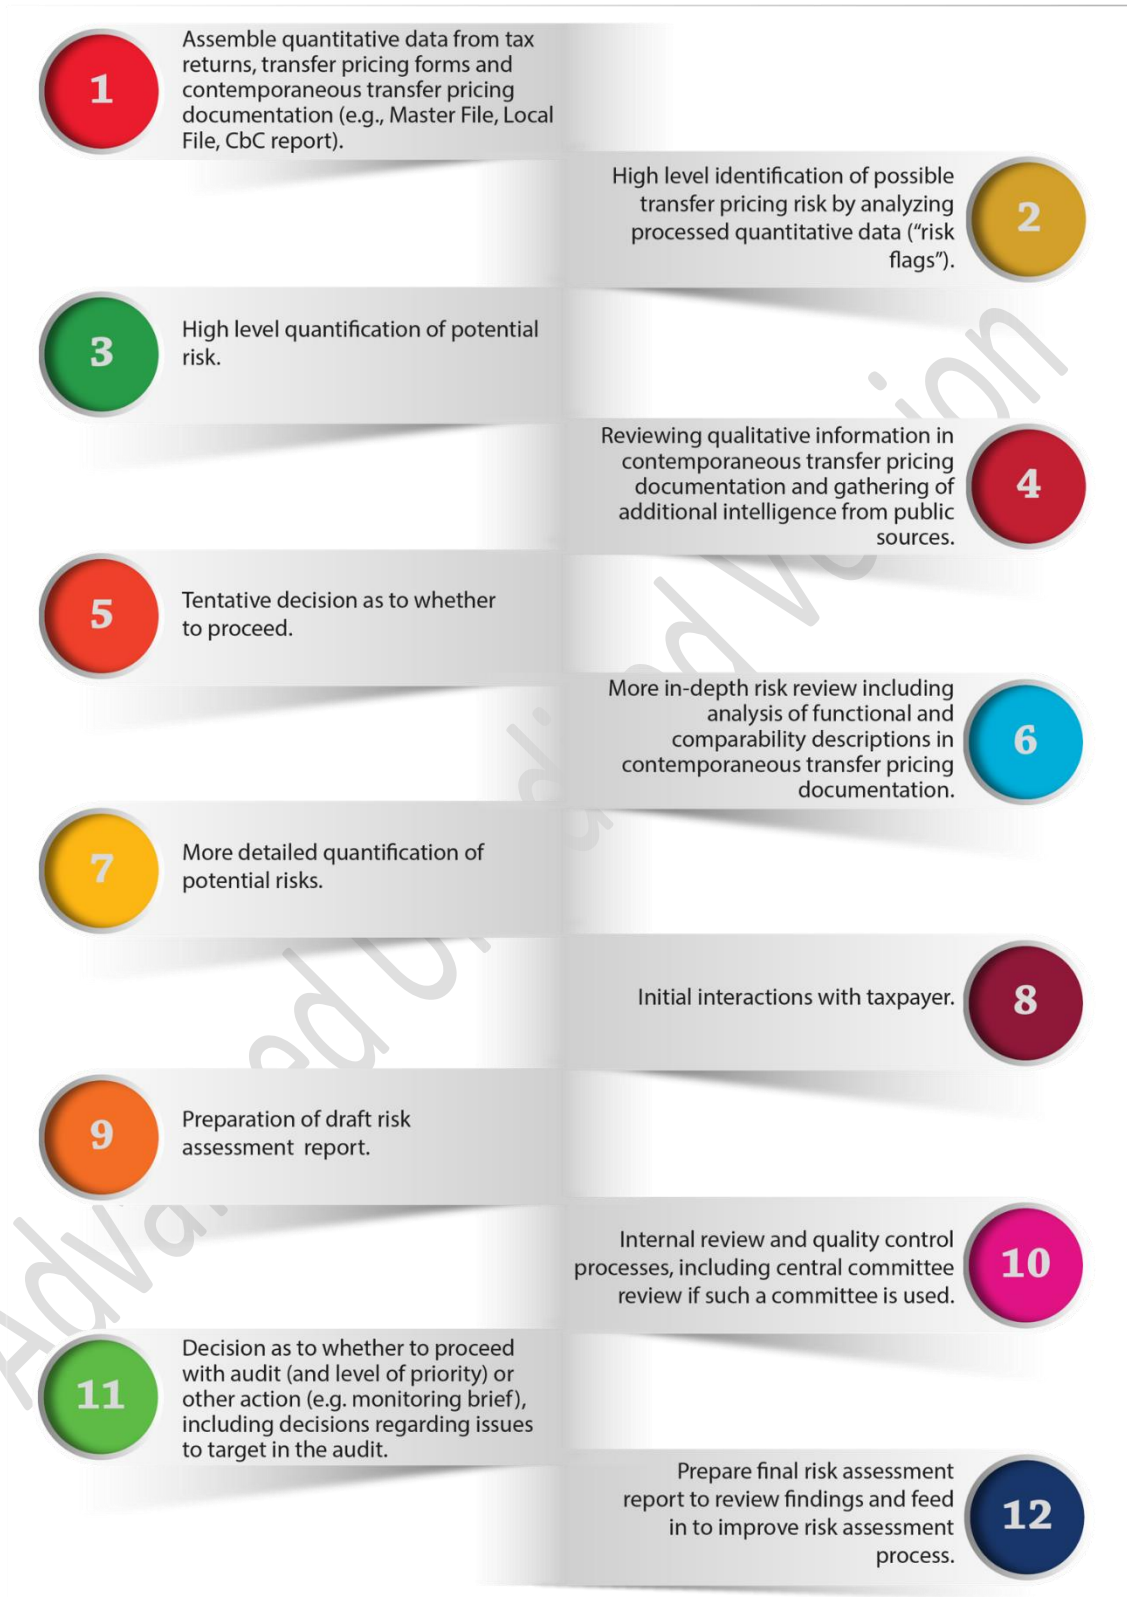 1
Assemble quantitative data from tax
returns, transfer pricing forms and
contemporaneous transfer pricing
documentation (e.g., Master File, Local
File, CbC report).
2
High level identification of possible
transfer pricing risk by analyzing
processed quantitative data (“risk
flags”).
3
High level quantification of potential
risk.
4
Reviewing qualitative information in
contemporaneous transfer pricing
documentation and gathering of
additional intelligence from public
sources.
5
Tentative decision as to whether
to proceed.
6
More in-depth risk review including
analysis of functional and
comparability descriptions in
contemporaneous transfer pricing
documentation.
7
More detailed quantification of
potential risks.
8
Initial interactions with taxpayer.
9
Preparation of draft risk
assessment report.
10
Internal review and quality control
processes, including central committee
review if such a committee is used.
11
Decision as to whether to proceed
with audit (and level of priority) or
other action (e.g. monitoring brief),
including decisions regarding issues
to target in the audit.
12
Prepare final risk assessment
report to review findings and feed
in to improve risk assessment
process.